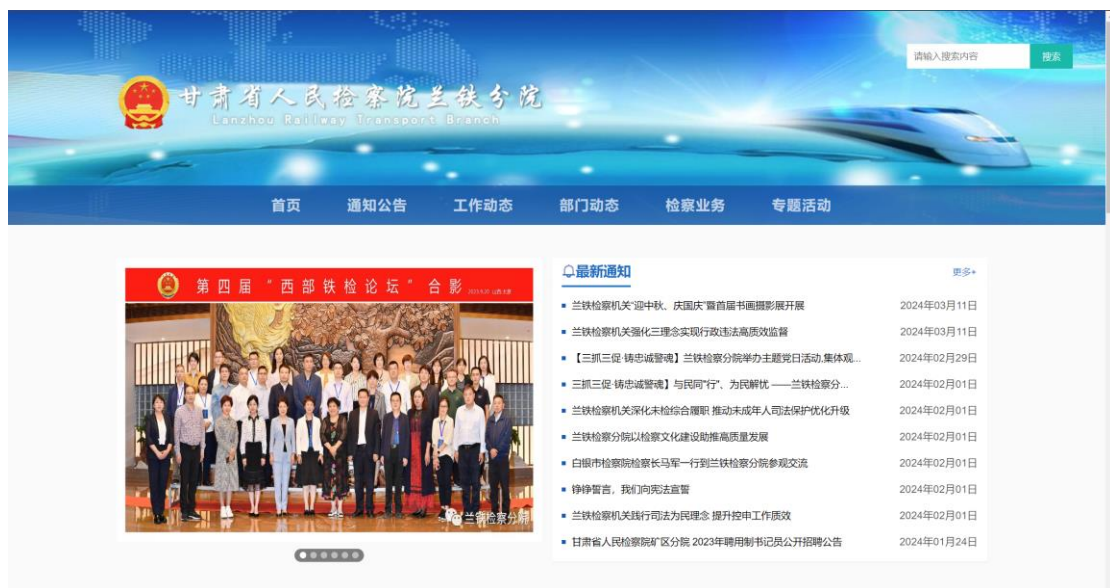 请输入搜索内容
搜索
甘肃省人民检察院兰铁分院
Lanzhou Railway Transport Branch
首页 通知公告 工作动态 部门动态 检察业务 专题活动
第四届“西部铁检论坛”合影
兰铁检察分院
最新通知 更多+
兰铁检察机关“迎中秋、庆国庆”暨首届书画摄影展开展 2024年03月11日
兰铁检察机关强化三理念实现行政违法高质效监督 2024年03月11日
【三抓三促·铸忠诚警魂】兰铁检察分院举办主题党日活动,集体观... 2024年02月29日
三抓三促·铸忠诚警魂】与民同“行”、为民解忧 ——兰铁检察分... 2024年02月01日
兰铁检察机关深化未检综合履职 推动未成年人司法保护优化升级 2024年02月01日
兰铁检察分院以检察文化建设助推高质量发展 2024年02月01日
白银市检察院检察长马军一行到兰铁检察分院参观交流 2024年02月01日
铮铮誓言，我们向宪法宣誓 2024年02月01日
兰铁检察机关践行司法为民理念 提升控申工作质效 2024年02月01日
甘肃省人民检察院矿区分院 2023年聘用制书记员公开招聘公告 2024年01月24日